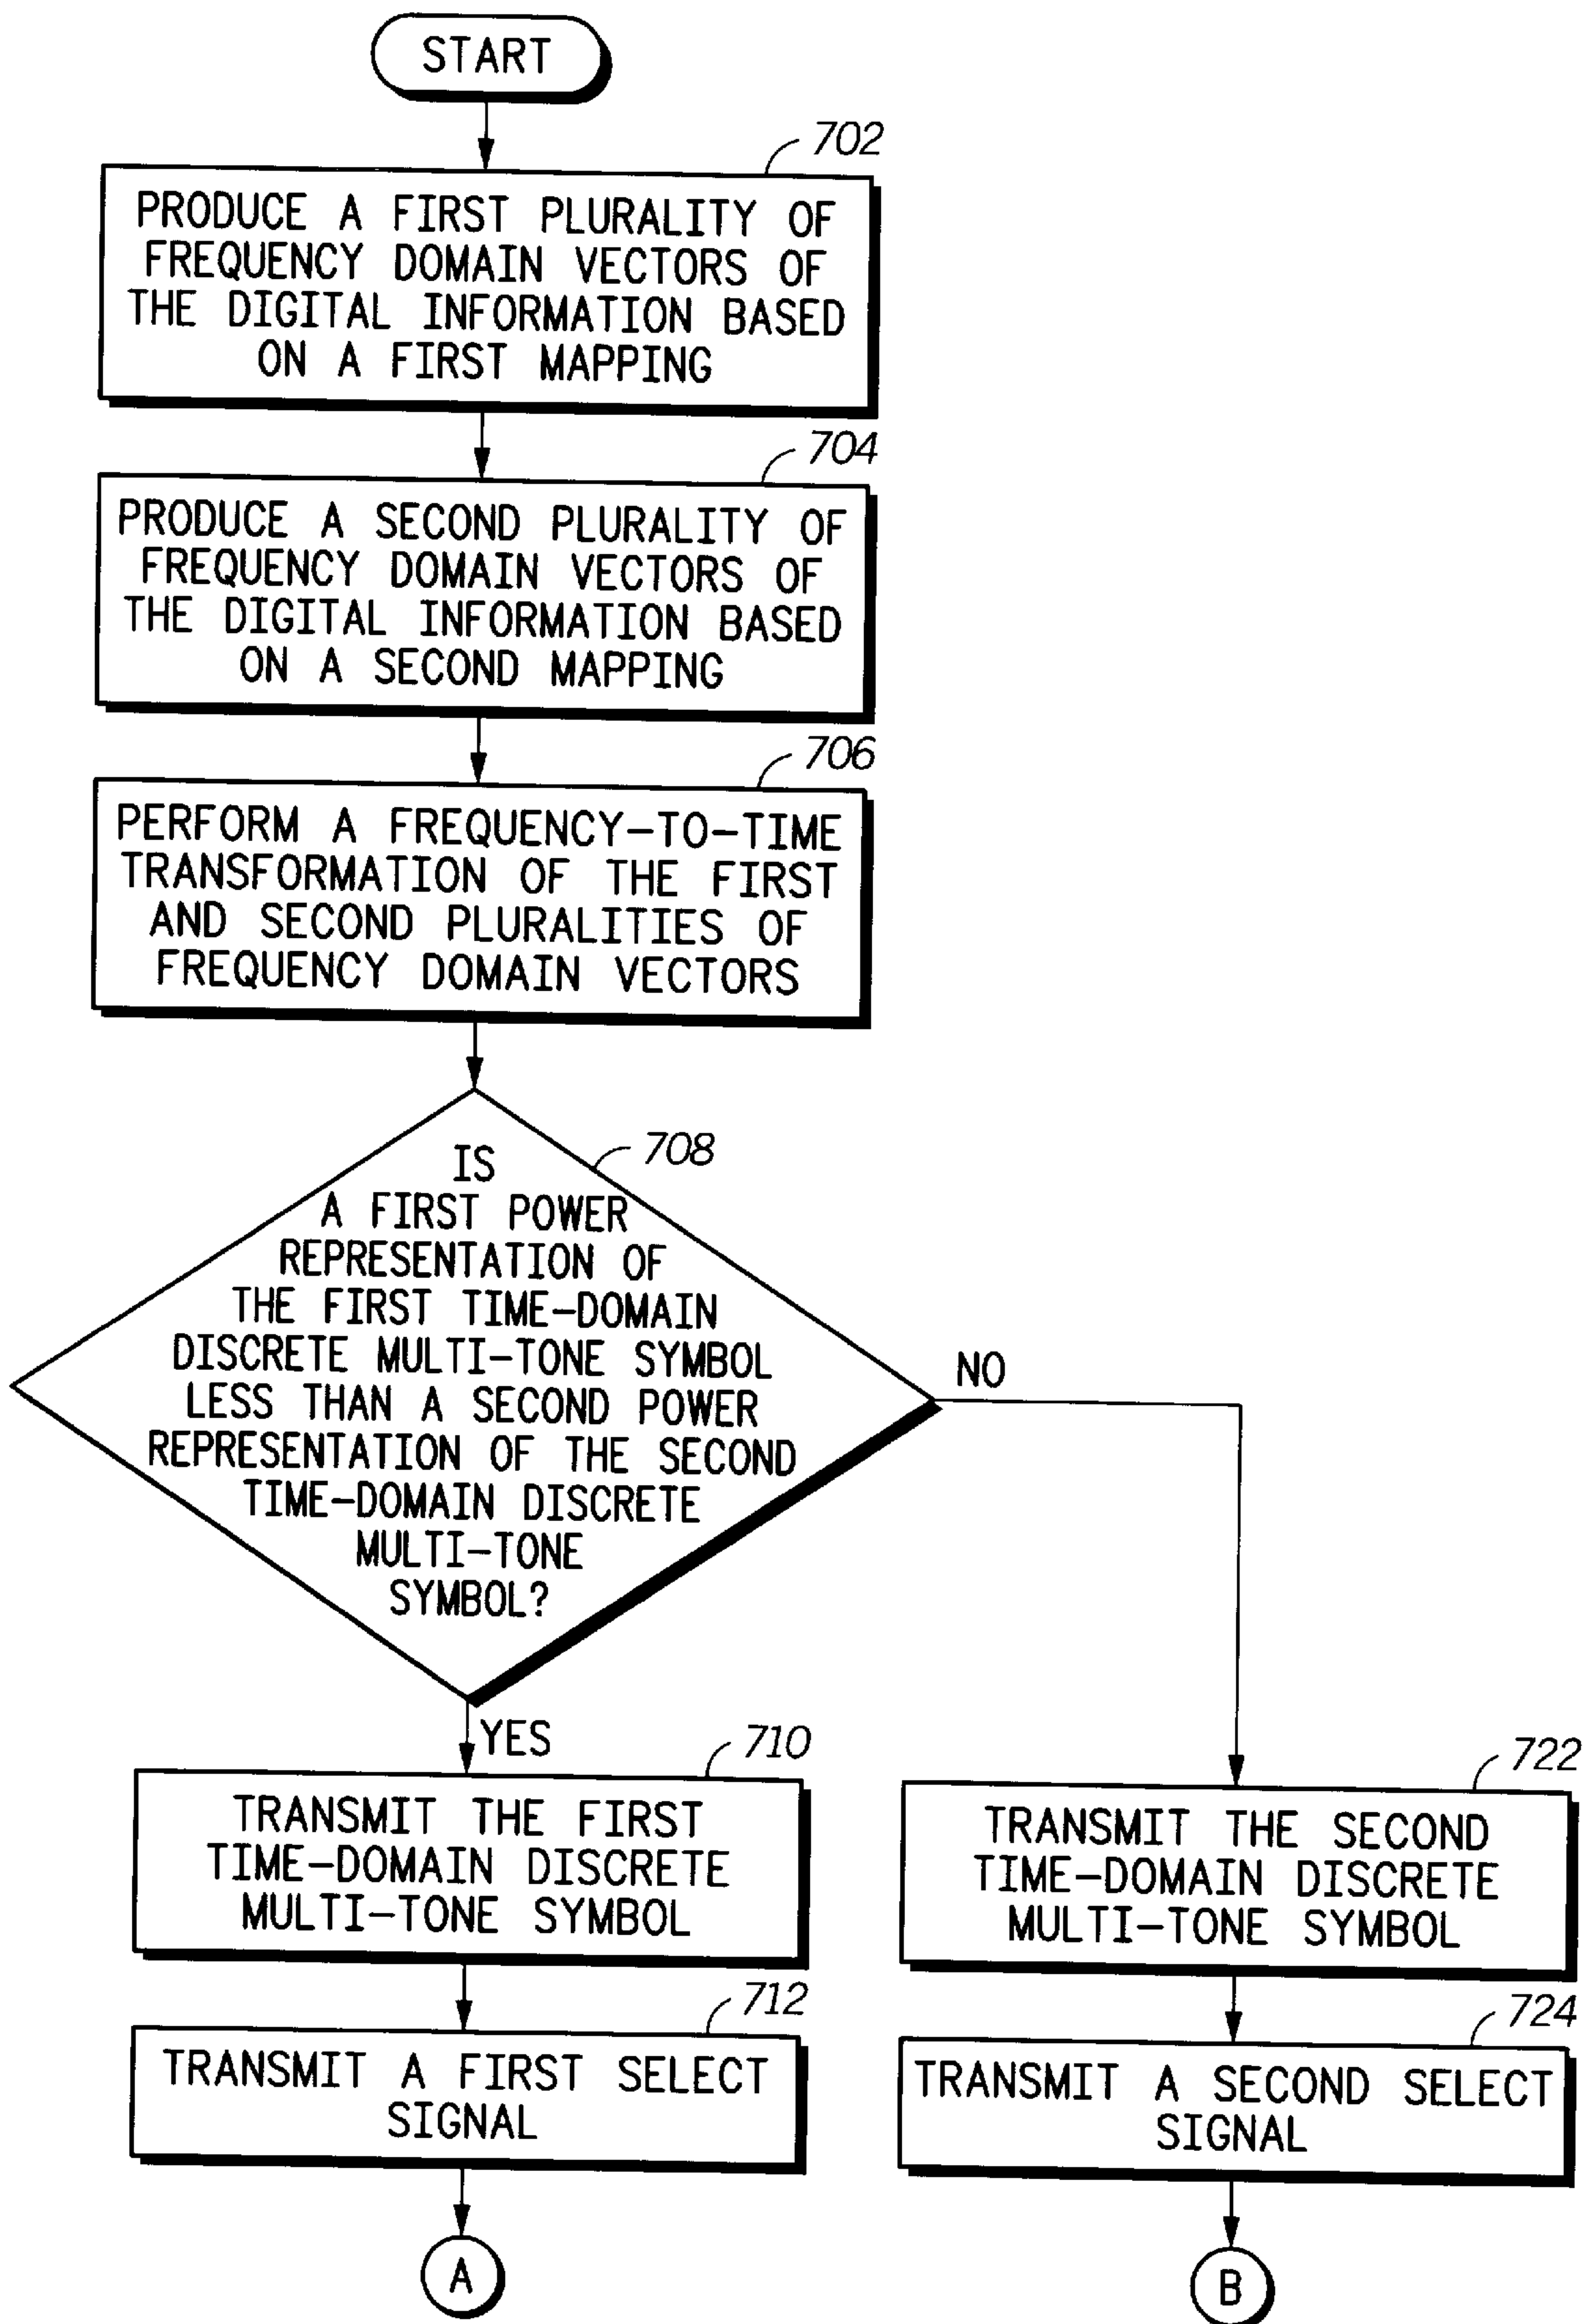 START
702
PRODUCE A FIRST PLURALITY OF
FREQUENCY DOMAIN VECTORS OF
THE DIGITAL INFORMATION BASED
ON A FIRST MAPPING
704
PRODUCE A SECOND PLURALITY OF
FREQUENCY DOMAIN VECTORS OF
THE DIGITAL INFORMATION BASED
ON A SECOND MAPPING
706
PERFORM A FREQUENCY-TO-TIME
TRANSFORMATION OF THE FIRST
AND SECOND PLURALITIES OF
FREQUENCY DOMAIN VECTORS
708
IS
A FIRST POWER
REPRESENTATION OF
THE FIRST TIME-DOMAIN
DISCRETE MULTI-TONE SYMBOL
LESS THAN A SECOND POWER
REPRESENTATION OF THE SECOND
TIME-DOMAIN DISCRETE
MULTI-TONE
SYMBOL?
NO
YES
710
TRANSMIT THE FIRST
TIME-DOMAIN DISCRETE
MULTI-TONE SYMBOL
712
TRANSMIT A FIRST SELECT
SIGNAL
A
722
TRANSMIT THE SECOND
TIME-DOMAIN DISCRETE
MULTI-TONE SYMBOL
724
TRANSMIT A SECOND SELECT
SIGNAL
B